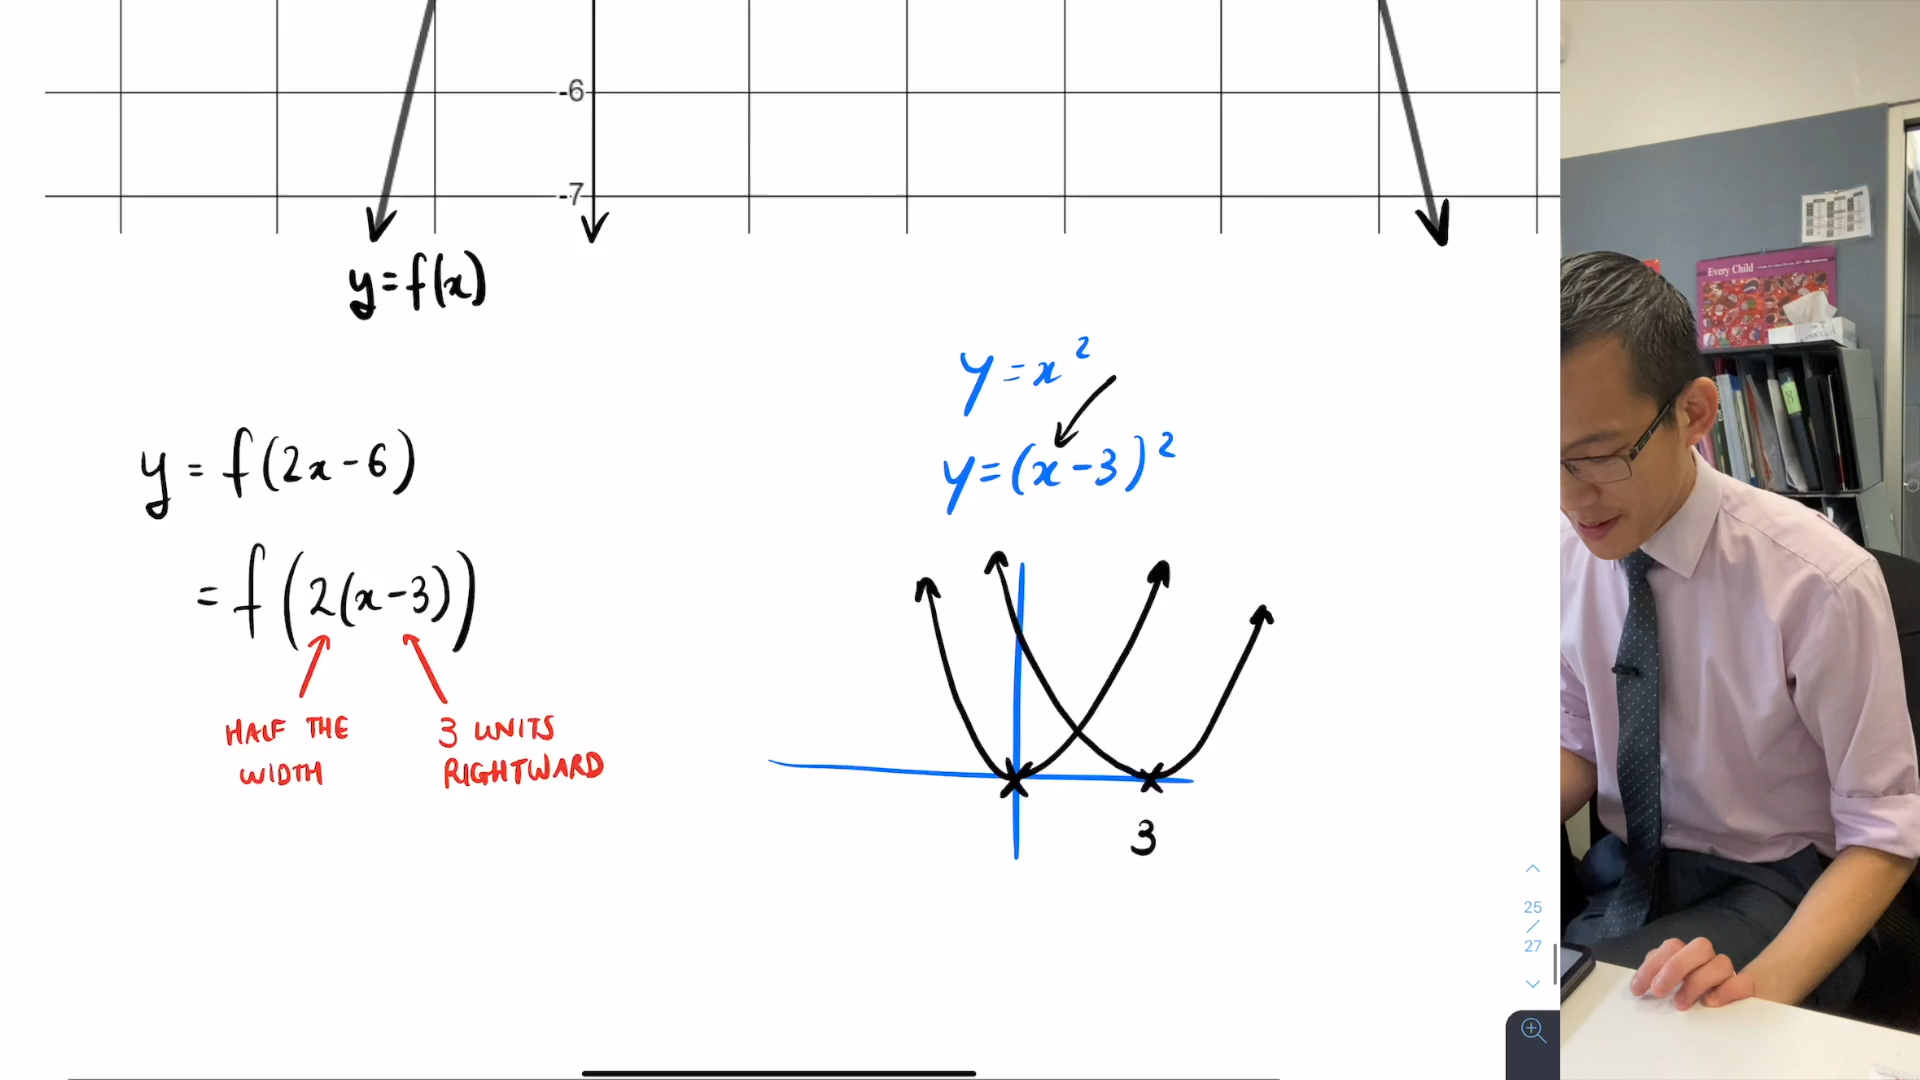 -6
-7
y=f(x)
y = f(2x-6)
= f(2(x-3))
HALF THE
WIDTH
3 UNITS
RIGHTWARD
y=x²
y=(x-3)²
3
25
/
27
Every Child